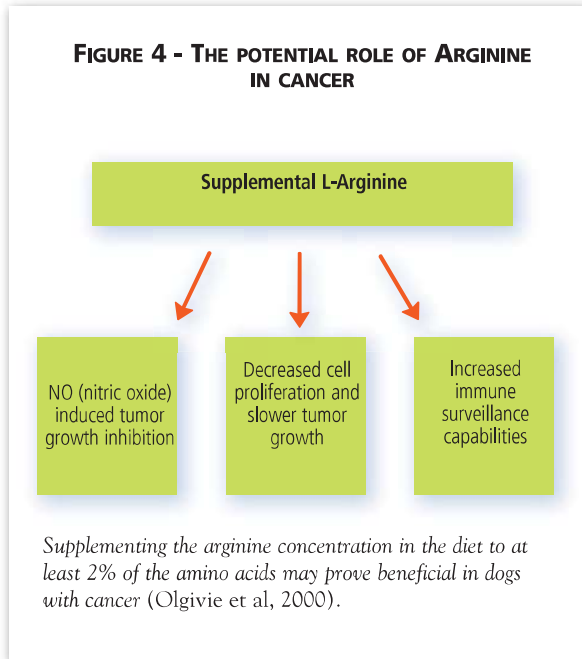 FIGURE 4 - THE POTENTIAL ROLE OF ARGININE
IN CANCER
Supplemental L-Arginine
NO (nitric oxide)
induced tumor
growth inhibition
Decreased cell
proliferation and
slower tumor
growth
Increased
immune
surveillance
capabilities
Supplementing the arginine concentration in the diet to at
least 2% of the amino acids may prove beneficial in dogs
with cancer (Olgivie et al, 2000).